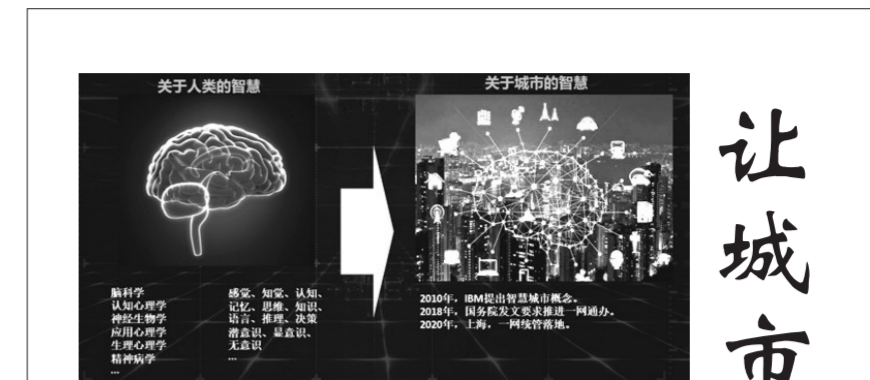 关于人类的智慧
脑科学
认知心理学
神经生物学
应用心理学
生理心理学
精神病学
...
感觉、知觉、认知、
记忆、思维、知识、
语言、推理、决策
潜意识、显意识、
无意识
...
关于城市的智慧
2010年，IBM提出智慧城市概念。
2018年，国务院发文要求推进一网通办。
2020年，上海，一网统管落地。
让城市